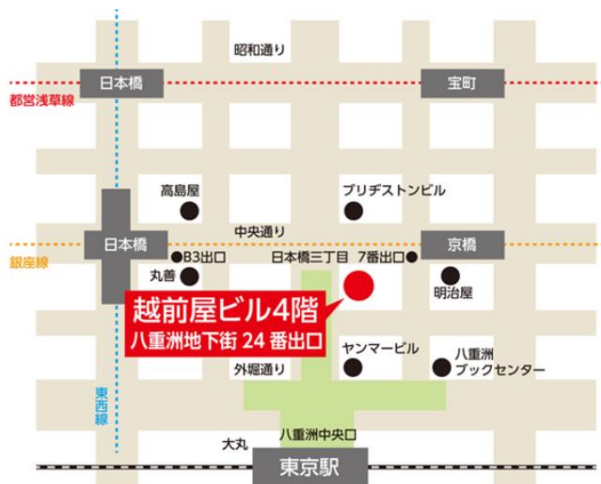 昭和通り
日本橋
宝町
都営浅草線
高島屋
ブリヂストンビル
中央通り
日本橋
京橋
銀座線
B3出口
日本橋三丁目 7番出口
丸善
明治屋
越前屋ビル4階
八重洲地下街 24 番出口
ヤンマービル
八重洲
ブックセンター
外堀通り
東西線
八重洲中央口
大丸
東京駅